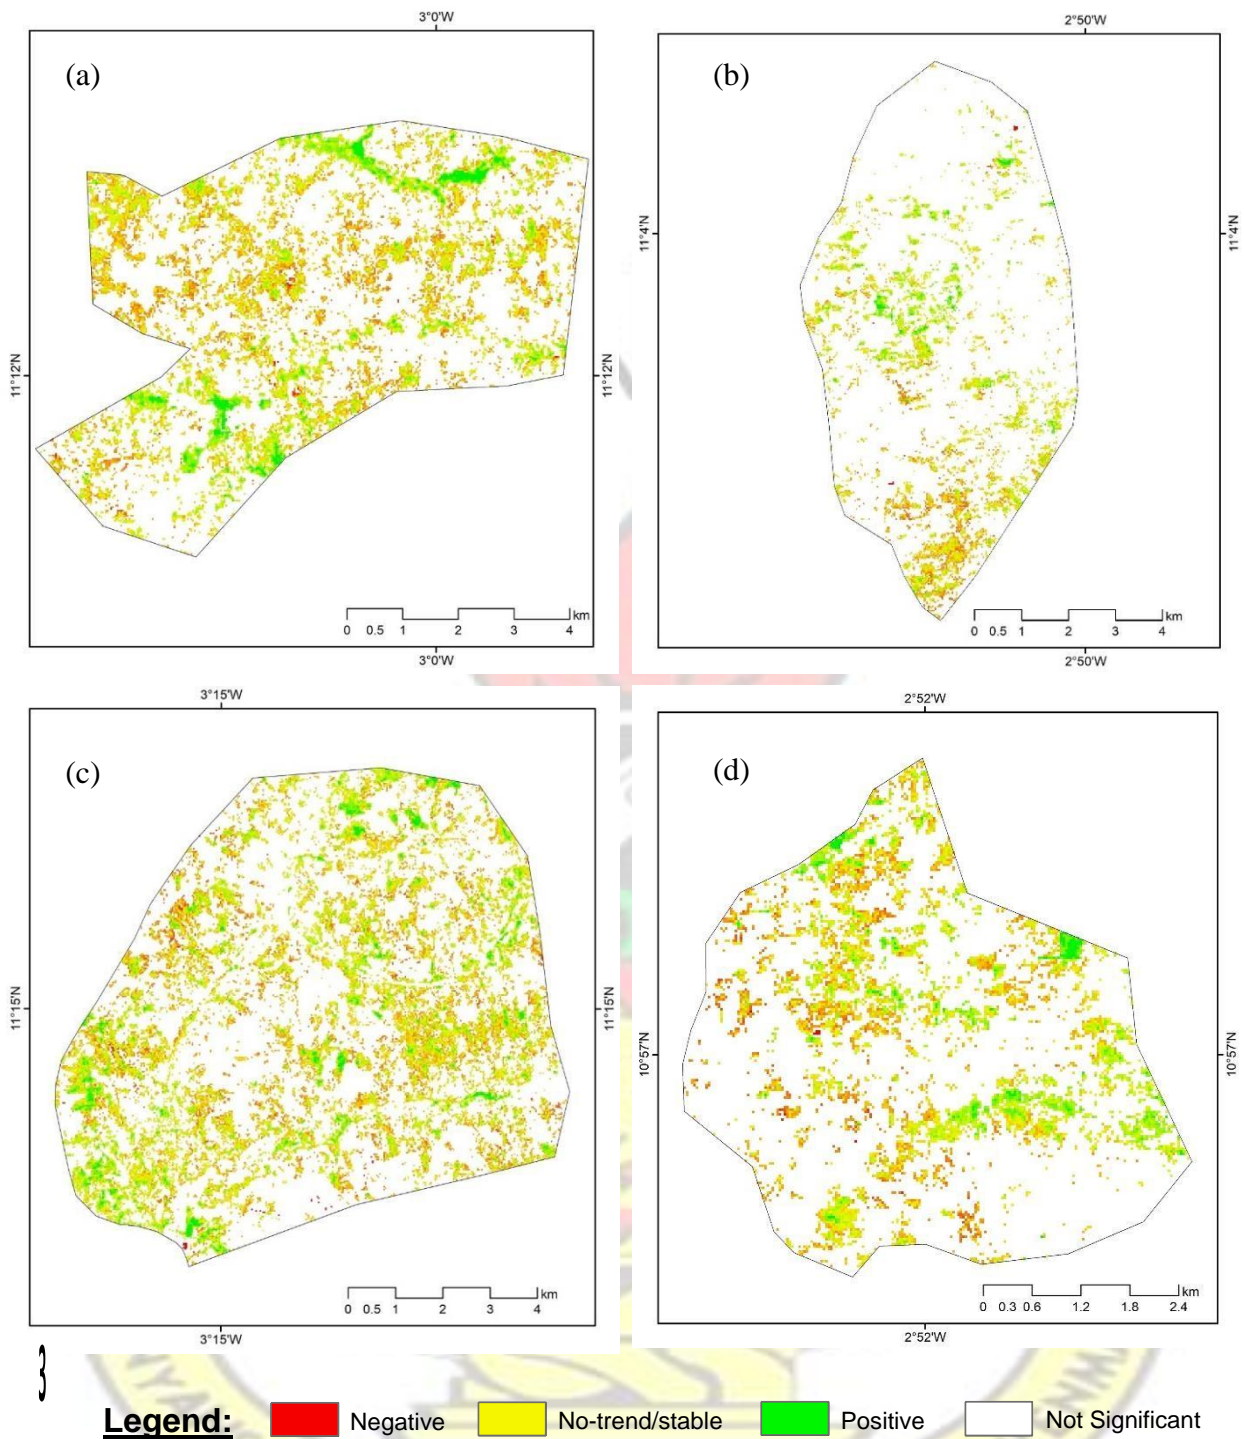 3°0'W
2°50'W
(a)
(b)
11°4'N
11°4'N
11°12'N
11°12'N
km
0 0.5 1 2 3 4
km
0 0.5 1 2 3 4
3°0'W
2°50'W
3°15'W
2°52'W
(c)
(d)
11°15'N
11°15'N
10°57'N
10°57'N
km
0 0.5 1 2 3 4
km
0 0.3 0.6 1.2 1.8 2.4
3°15'W
2°52'W
Legend: Negative No-trend/stable Positive Not Significant